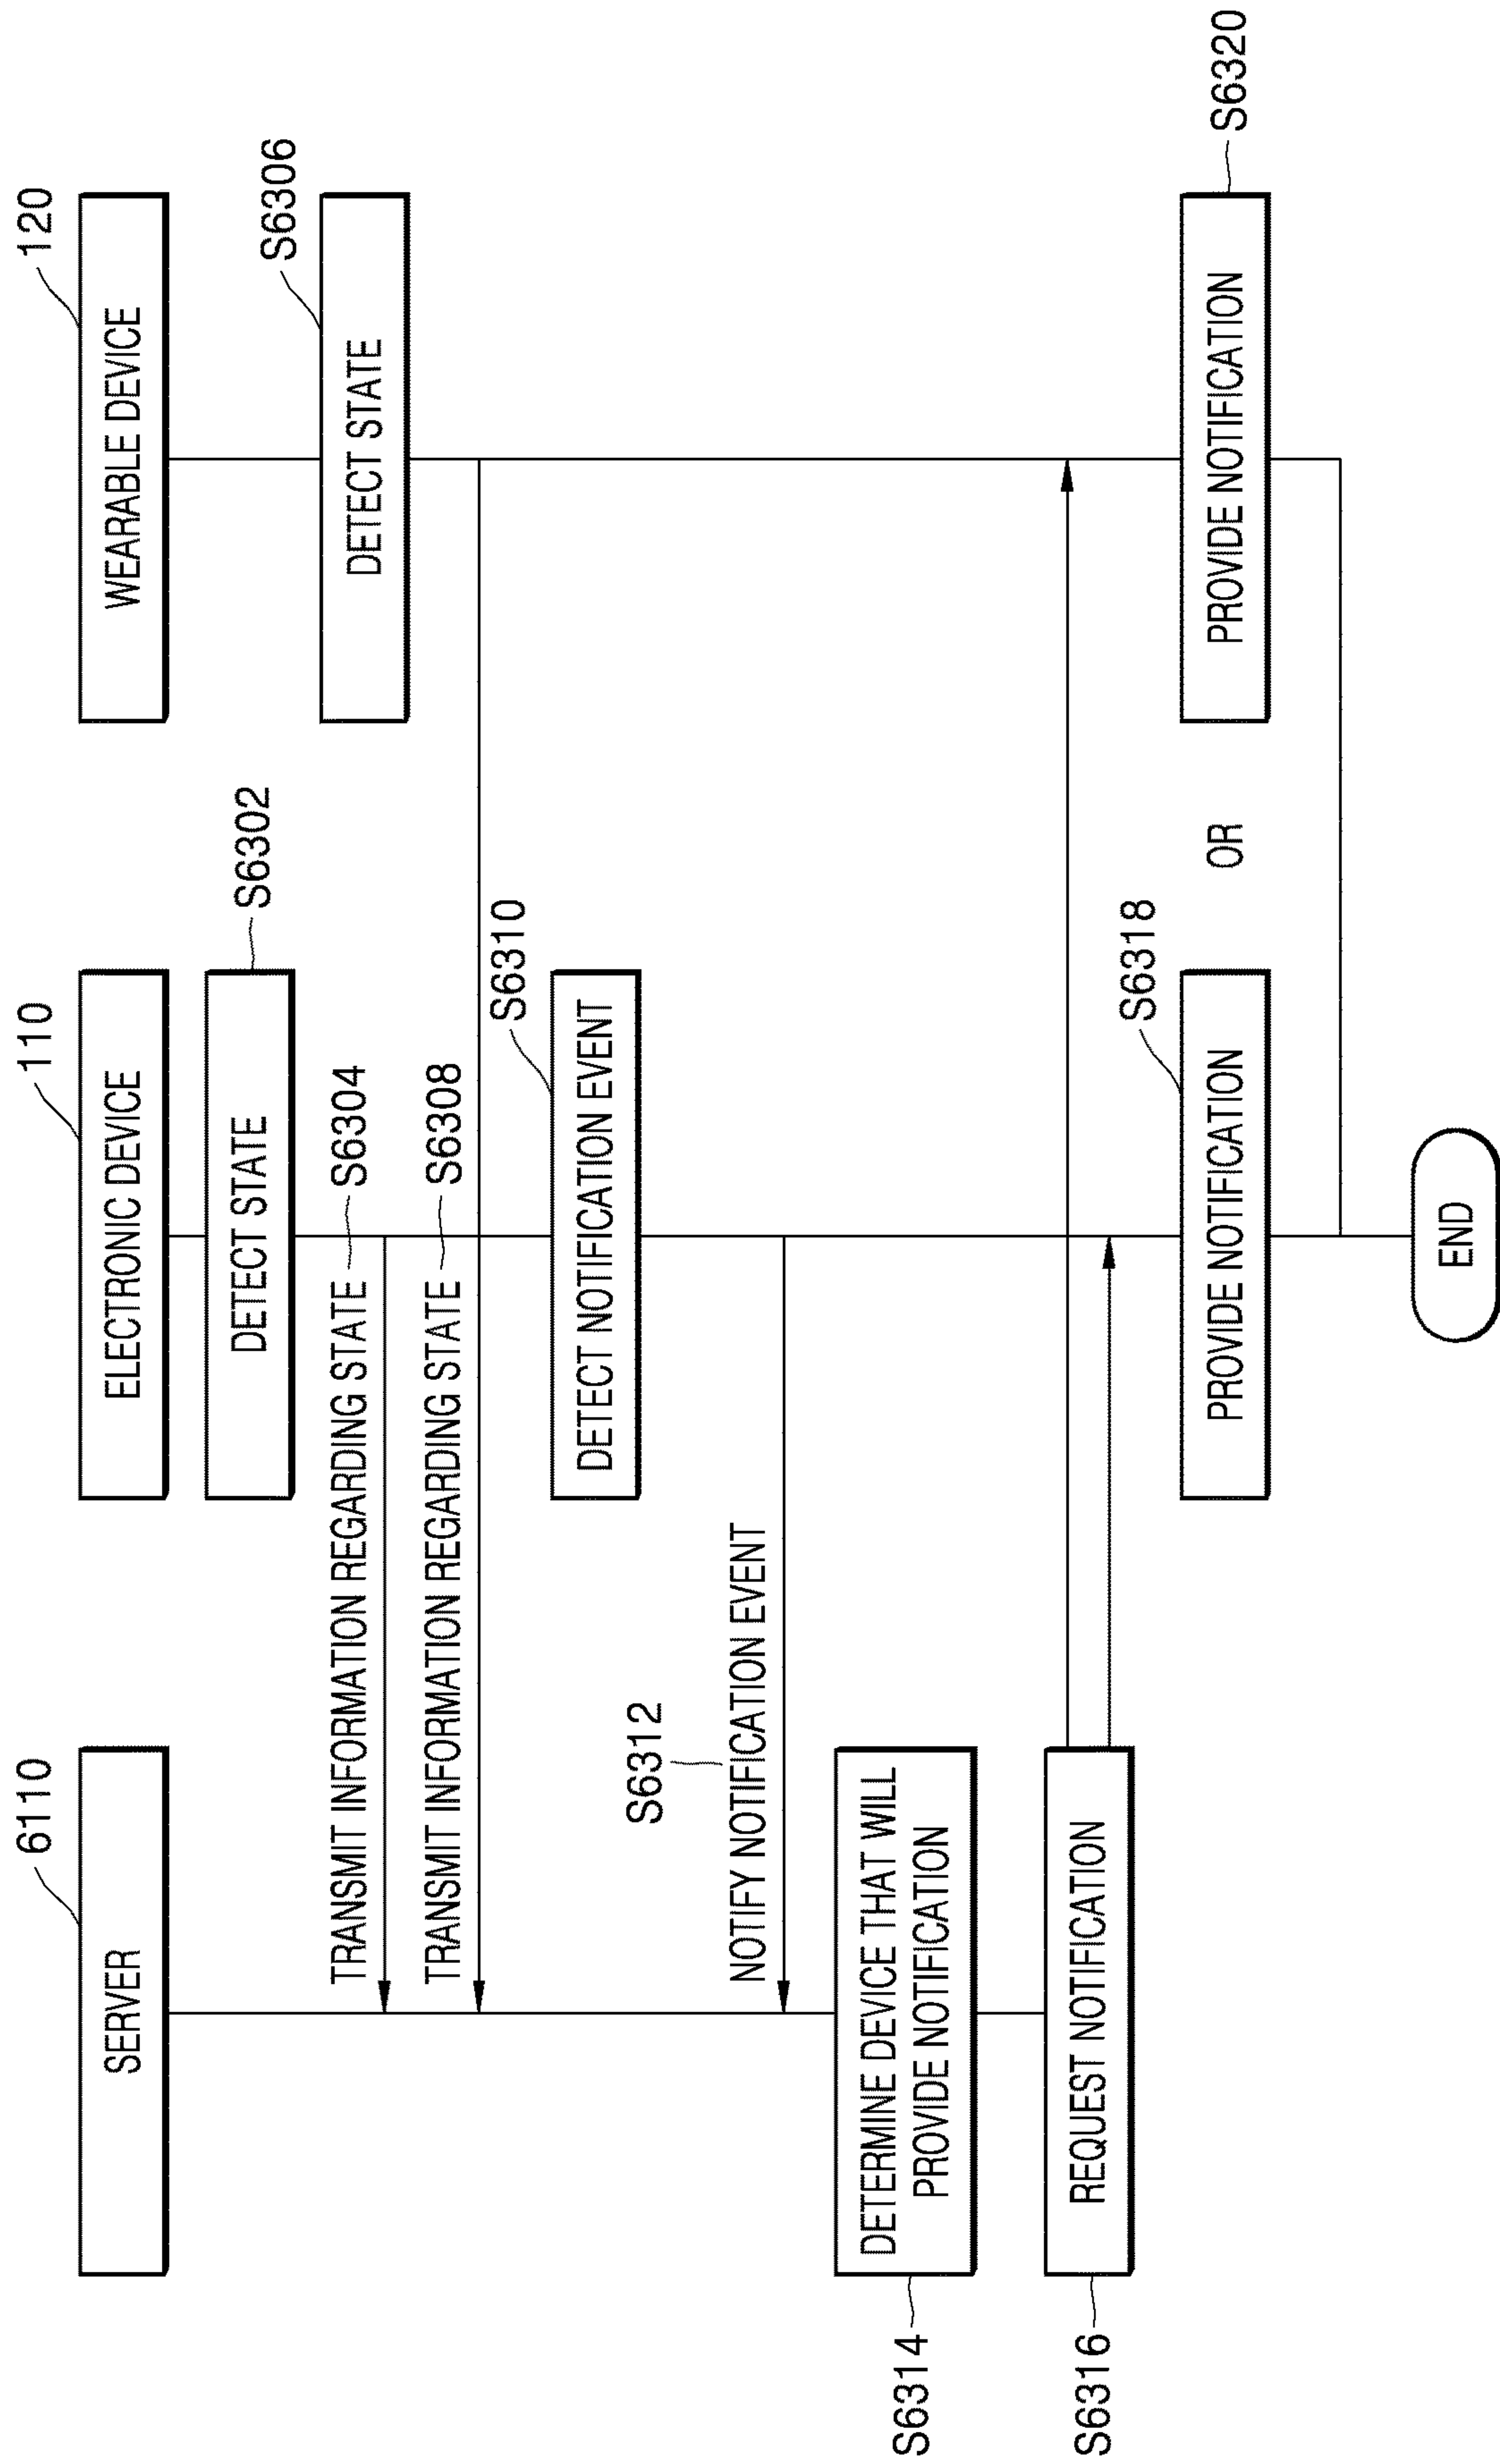 6110
SERVER
110
ELECTRONIC DEVICE
120
WEARABLE DEVICE
S6302
DETECT STATE
S6306
DETECT STATE
TRANSMIT INFORMATION REGARDING STATE
S6304
TRANSMIT INFORMATION REGARDING STATE
S6308
S6310
DETECT NOTIFICATION EVENT
S6312
NOTIFY NOTIFICATION EVENT
S6314
DETERMINE DEVICE THAT WILL
PROVIDE NOTIFICATION
S6316
REQUEST NOTIFICATION
S6318
PROVIDE NOTIFICATION
OR
PROVIDE NOTIFICATION
S6320
END